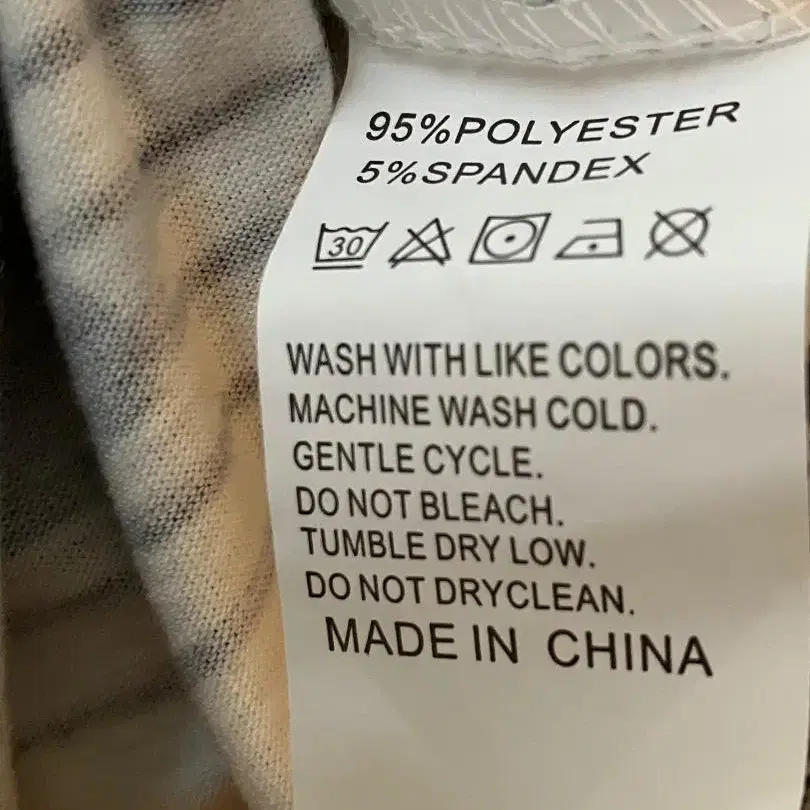 95%POLYESTER
5%SPANDEX
30
WASH WITH LIKE COLORS.
MACHINE WASH COLD.
GENTLE CYCLE.
DO NOT BLEACH.
TUMBLE DRY LOW.
DO NOT DRYCLEAN.
MADE IN CHINA